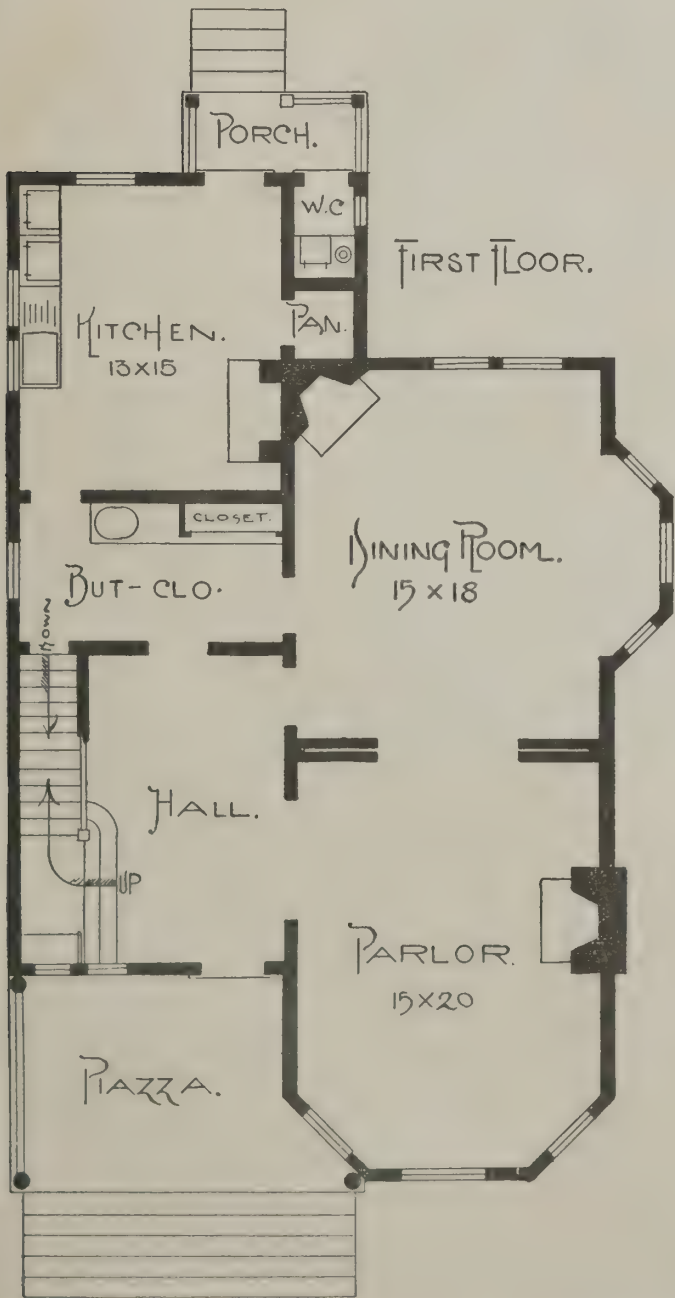 PORCH.
W.C
FIRST FLOOR.
KITCHEN.
13X15
PAN.
CLOSET.
DINING ROOM.
15 X 18
BUT-CLO.
DOWN
HALL.
UP
PARLOR.
15X20
PIAZZA.